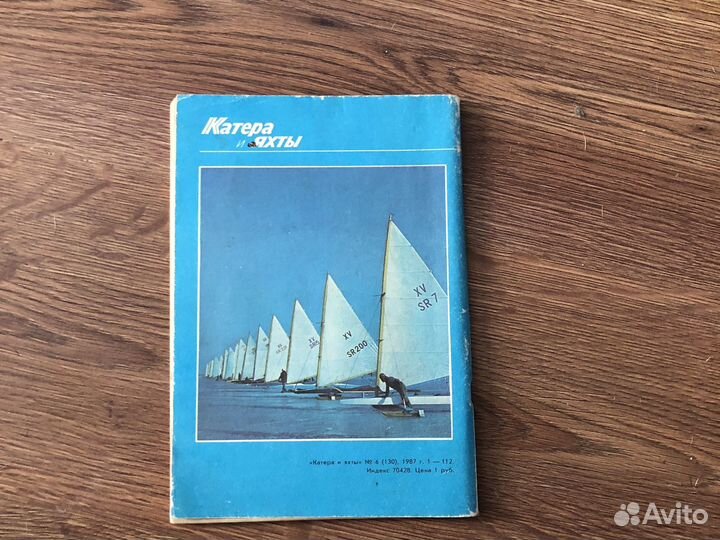 Катера
и яхты
XV
SR 7
XV
SR200
XV
«Катера и яхты» № 6 (130), 1987 г. 1 — 112.
Индекс 70428. Цена 1 руб.
Avito